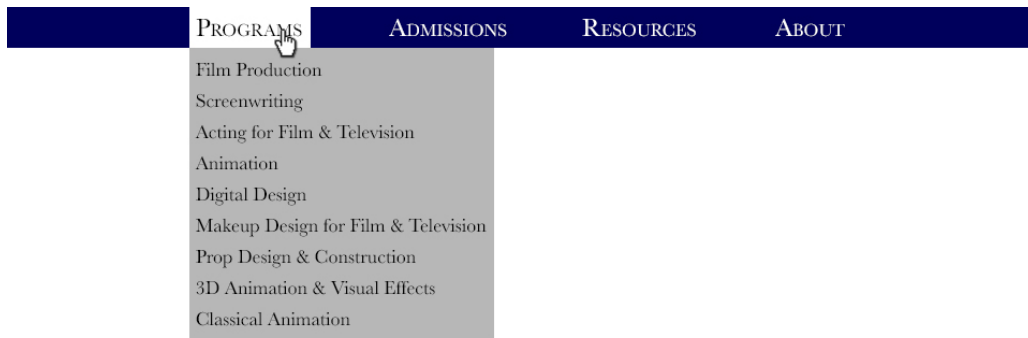 PROGRAMS ADMISSIONS RESOURCES ABOUT
Film Production
Screenwriting
Acting for Film & Television
Animation
Digital Design
Makeup Design for Film & Television
Prop Design & Construction
3D Animation & Visual Effects
Classical Animation